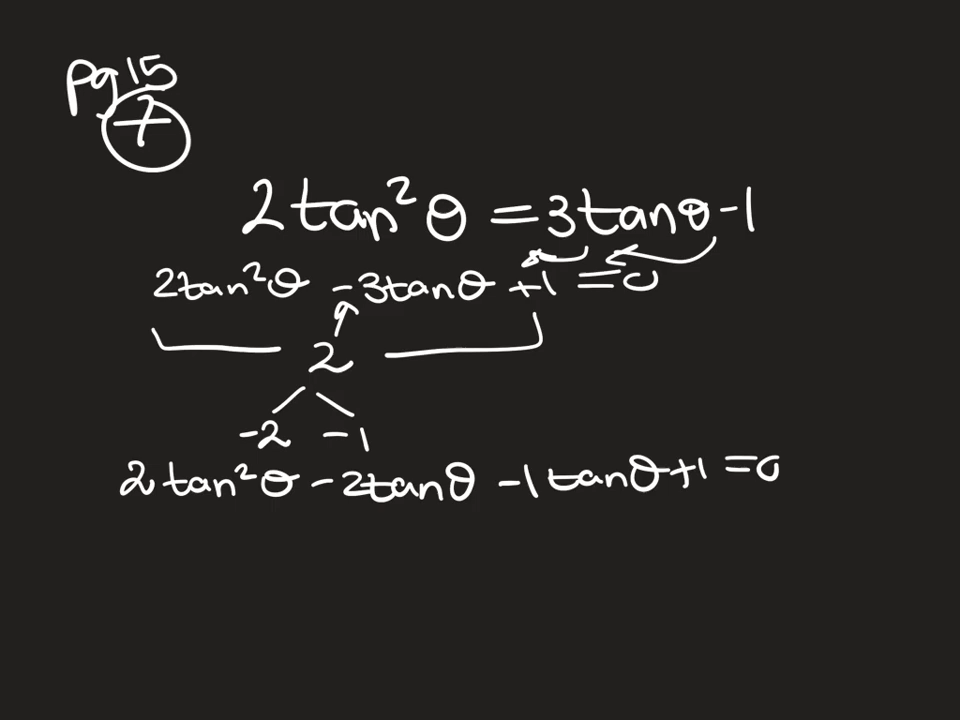 pg 15
7
2tan²θ = 3tanθ - 1
2tan²θ - 3tanθ + 1 = 0
2
-2 -1
2tan²θ - 2tanθ - 1tanθ + 1 = 0